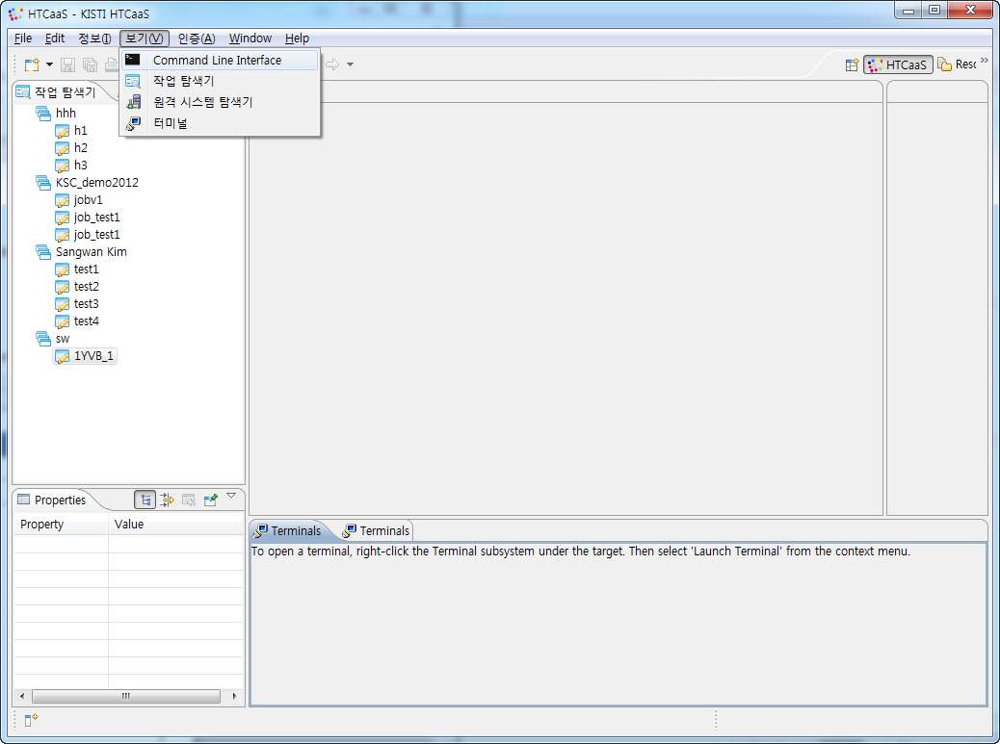 HTCaaS - KISTI HTCaaS
File Edit 정보(I) 보기(V) 인증(A) Window Help
Command Line Interface
작업 탐색기
원격 시스템 탐색기
터미널
HTCaaS
작업 탐색기
hhh
h1
h2
h3
KSC_demo2012
jobv1
job_test1
job_test1
Sangwan Kim
test1
test2
test3
test4
sw
1YVB_1
Properties
Property Value
Terminals Terminals
To open a terminal, right-click the Terminal subsystem under the target. Then select 'Launch Terminal' from the context menu.